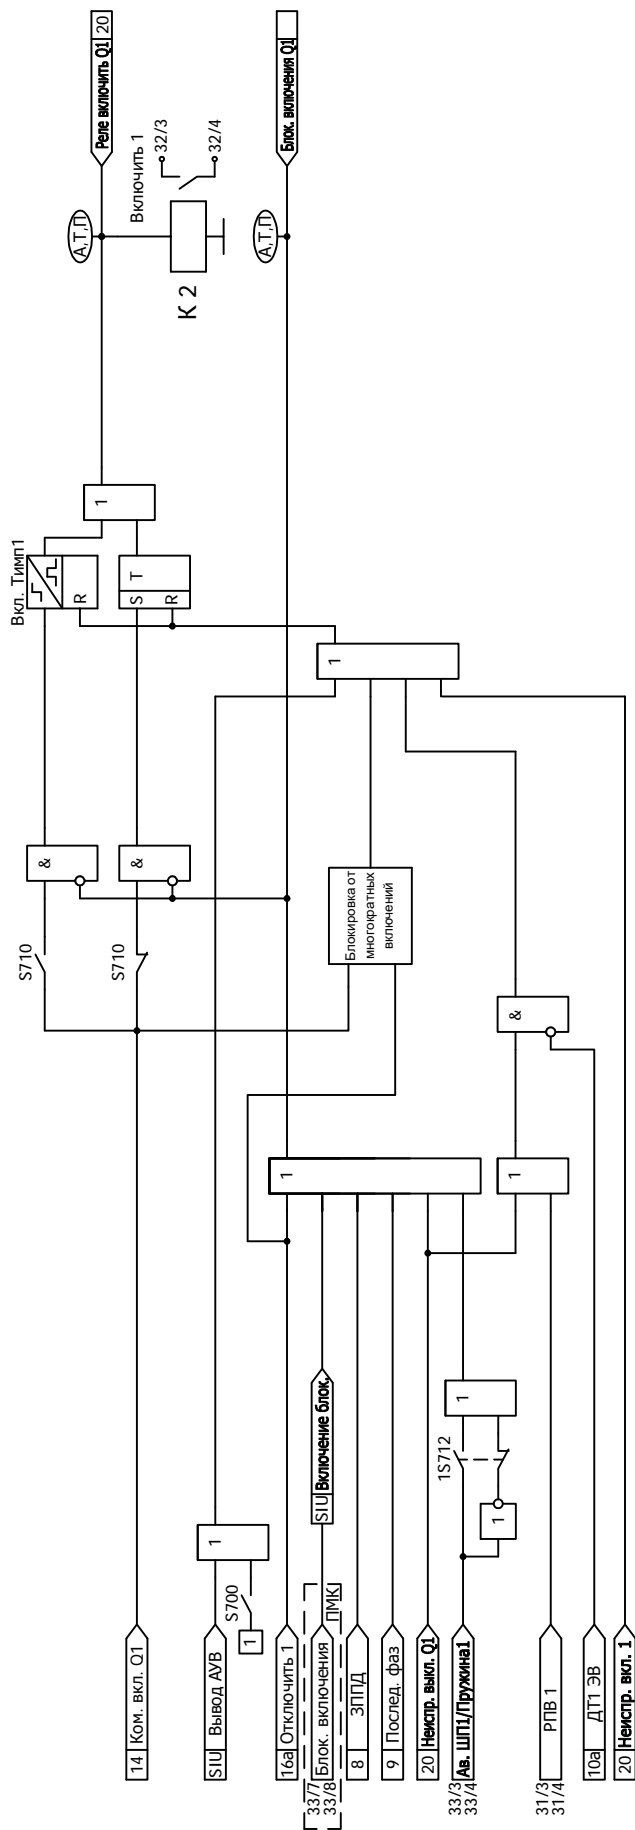 14 Ком. вкл. Q1
SIU Вывод АУВ
1
S700
1
16а Отключить 1
33/7
33/8
Блок. включения
ПМК
SIU Включение блок.
8 ЗППД
9 Послед. фаз
20 Неиспр. выкл. Q1
33/3
33/4
Ав. ШП1/Пружина1
1
1S712
1
31/3
31/4
РПВ 1
10а ДТ1 ЭВ
20 Неиспр. вкл. 1
1
1
&
Блокировка от
многократных
включений
S710
S710
&
&
1
Вкл. Тимп1
R
S T
R
1
А,Т,П
К 2
Включить 1
32/3
32/4
А,Т,П
Реле включить Q1 20
Блок. включения Q1